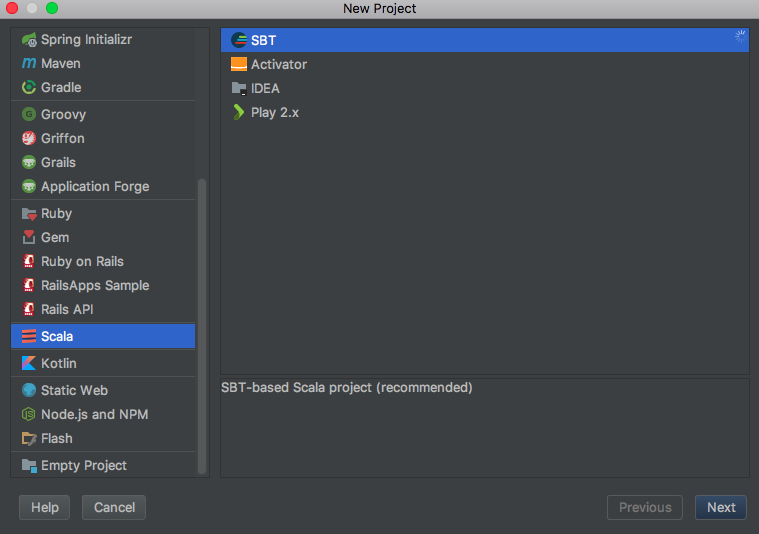 New Project
Spring Initializr
Maven
Gradle
Groovy
Griffon
Grails
Application Forge
Ruby
Gem
Ruby on Rails
RailsApps Sample
Rails API
Scala
Kotlin
Static Web
Node.js and NPM
Flash
Empty Project
SBT
Activator
IDEA
Play 2.x
SBT-based Scala project (recommended)
Help
Cancel
Previous
Next